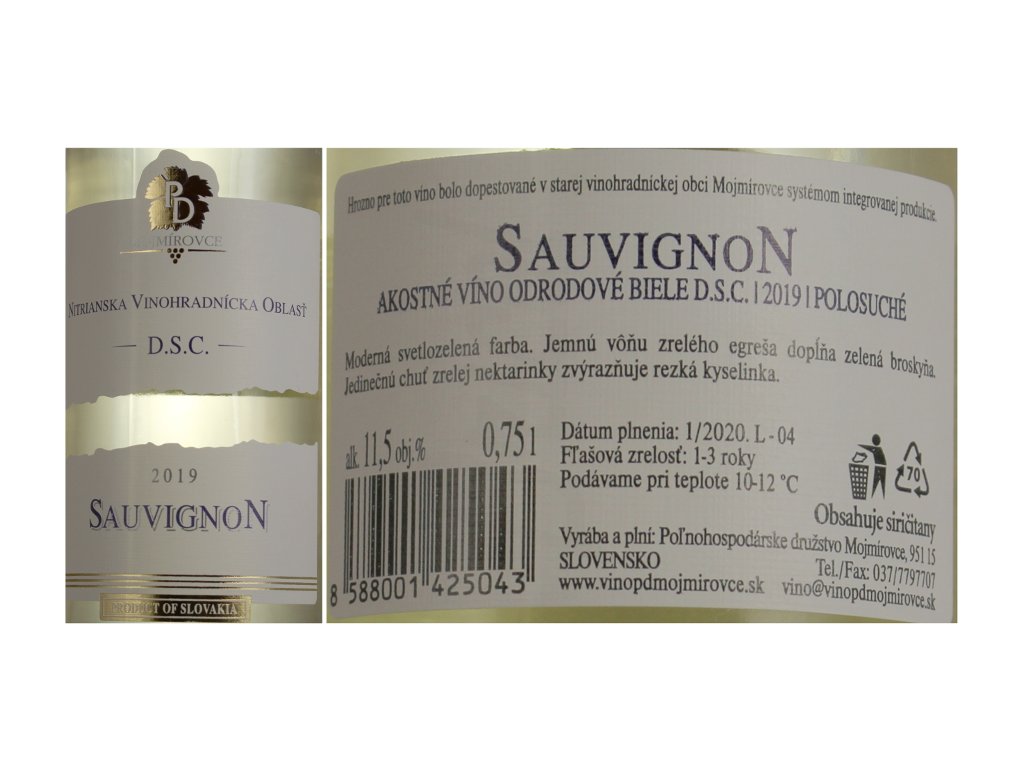 PD
MOJMÍROVCE
NITRIANSKA VINOHRADNÍCKA OBLASŤ
D.S.C.
2019
SAUVIGNON
PRODUCT OF SLOVAKIA
Hrozno pre toto víno bolo dopestované v starej vinohradníckej obci Mojmírovce systémom integrovanej produkcie.
SAUVIGNON
AKOSTNÉ VÍNO ODRODOVÉ BIELE D.S.C. | 2019 | POLOSUCHÉ
Moderná svetlozelená farba. Jemnú vôňu zrelého egreša dopĺňa zelená broskyňa.
Jedinečnú chuť zrelej nektarinky zvýrazňuje rezká kyselinka.
alk. 11,5 obj.% 0,75 l
Dátum plnenia: 1/2020. L - 04
Fľašová zrelosť: 1-3 roky
Podávame pri teplote 10-12 °C
70
Obsahuje siričitany
Vyrába a plní: Poľnohospodárske družstvo Mojmírovce, 951 15
SLOVENSKO Tel./Fax: 037/7797707
www.vinopdmojmirovce.sk vino@vinopdmojmirovce.sk
8 588001 425043